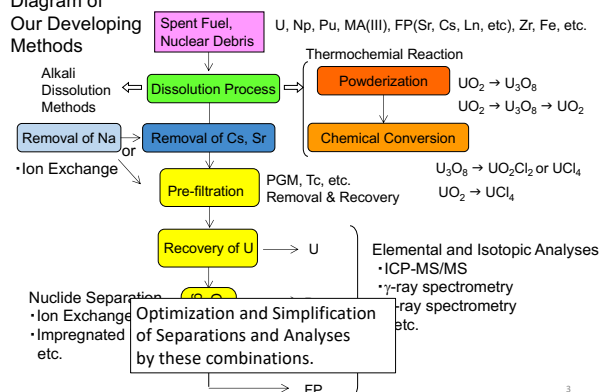 Diagram of
Our Developing
Methods
Spent Fuel,
Nuclear Debris
U, Np, Pu, MA(III), FP(Sr, Cs, Ln, etc), Zr, Fe, etc.
Thermochemial Reaction
Alkali
Dissolution
Methods
Dissolution Process
Powderization
UO₂ → U₃O₈
UO₂ → U₃O₈ → UO₂
Removal of Na
or
Removal of Cs, Sr
Chemical Conversion
・Ion Exchange
U₃O₈ → UO₂Cl₂ or UCl₄
UO₂ → UCl₄
Pre-filtration
PGM, Tc, etc.
Removal & Recovery
Recovery of U
U
Elemental and Isotopic Analyses
・ICP-MS/MS
・γ-ray spectrometry
-ray spectrometry
etc.
Nuclide Separation
・Ion Exchange
・Impregnated
etc.
Optimization and Simplification
of Separations and Analyses
by these combinations.
FP
3